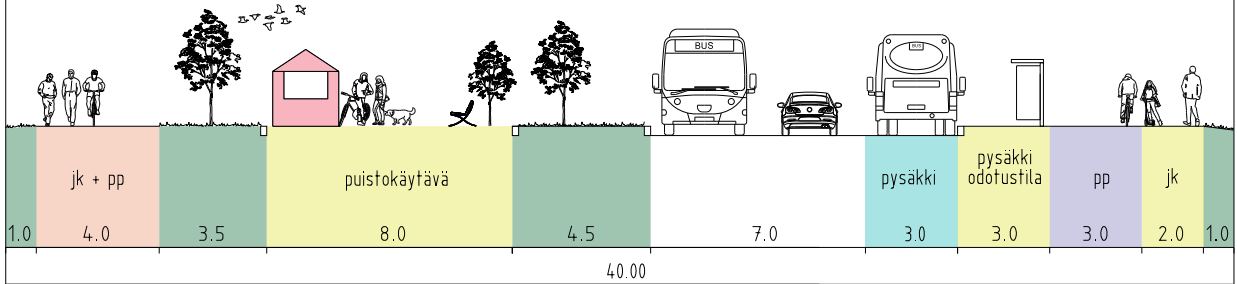 BUS
BUS
jk + pp
puistokäytävä
pysäkki
pysäkki
odotustila
pp
jk
1.0
4.0
3.5
8.0
4.5
7.0
3.0
3.0
3.0
2.0
1.0
40.00